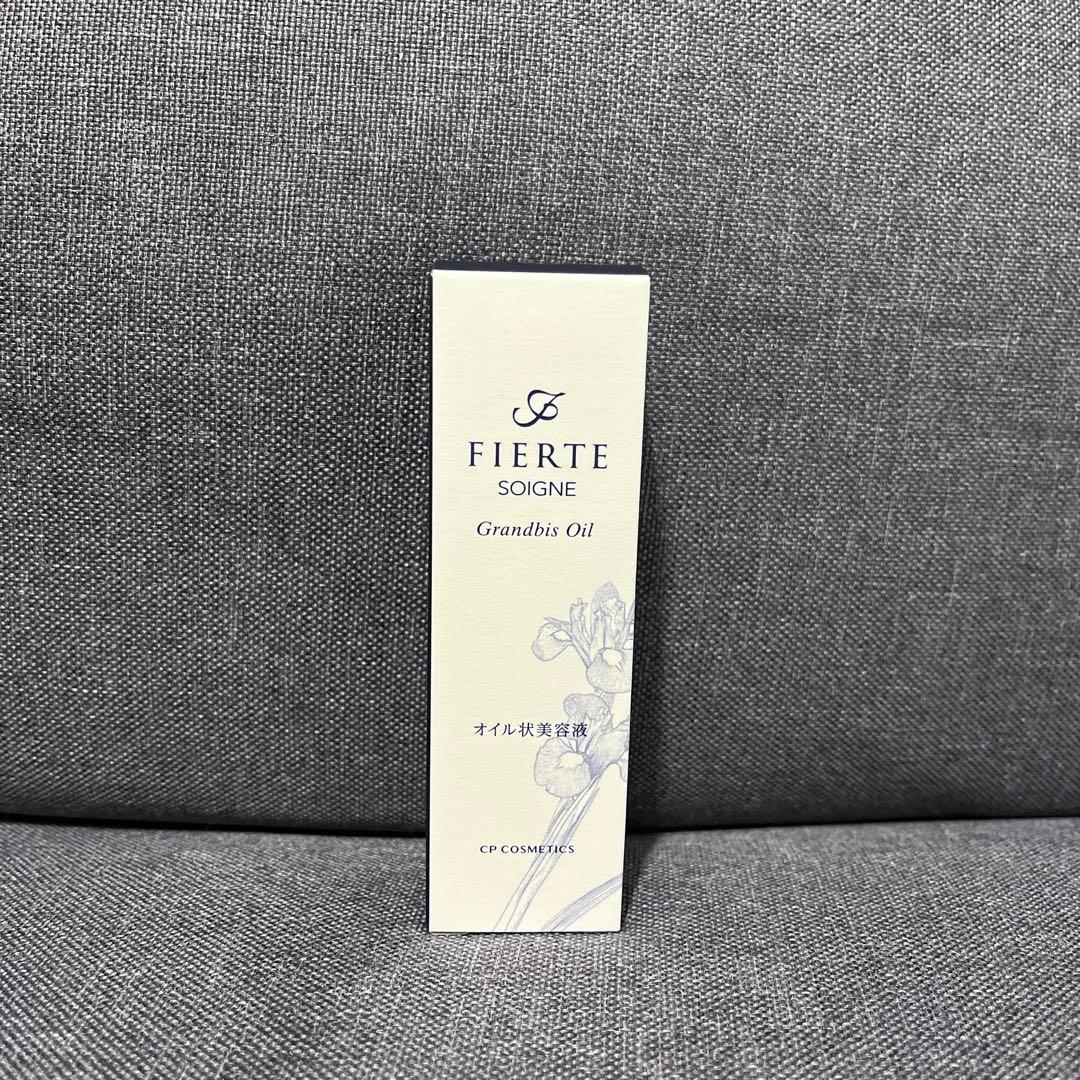 FIERTE
SOIGNE
Grandbis Oil
オイル状美容液
CP COSMETICS